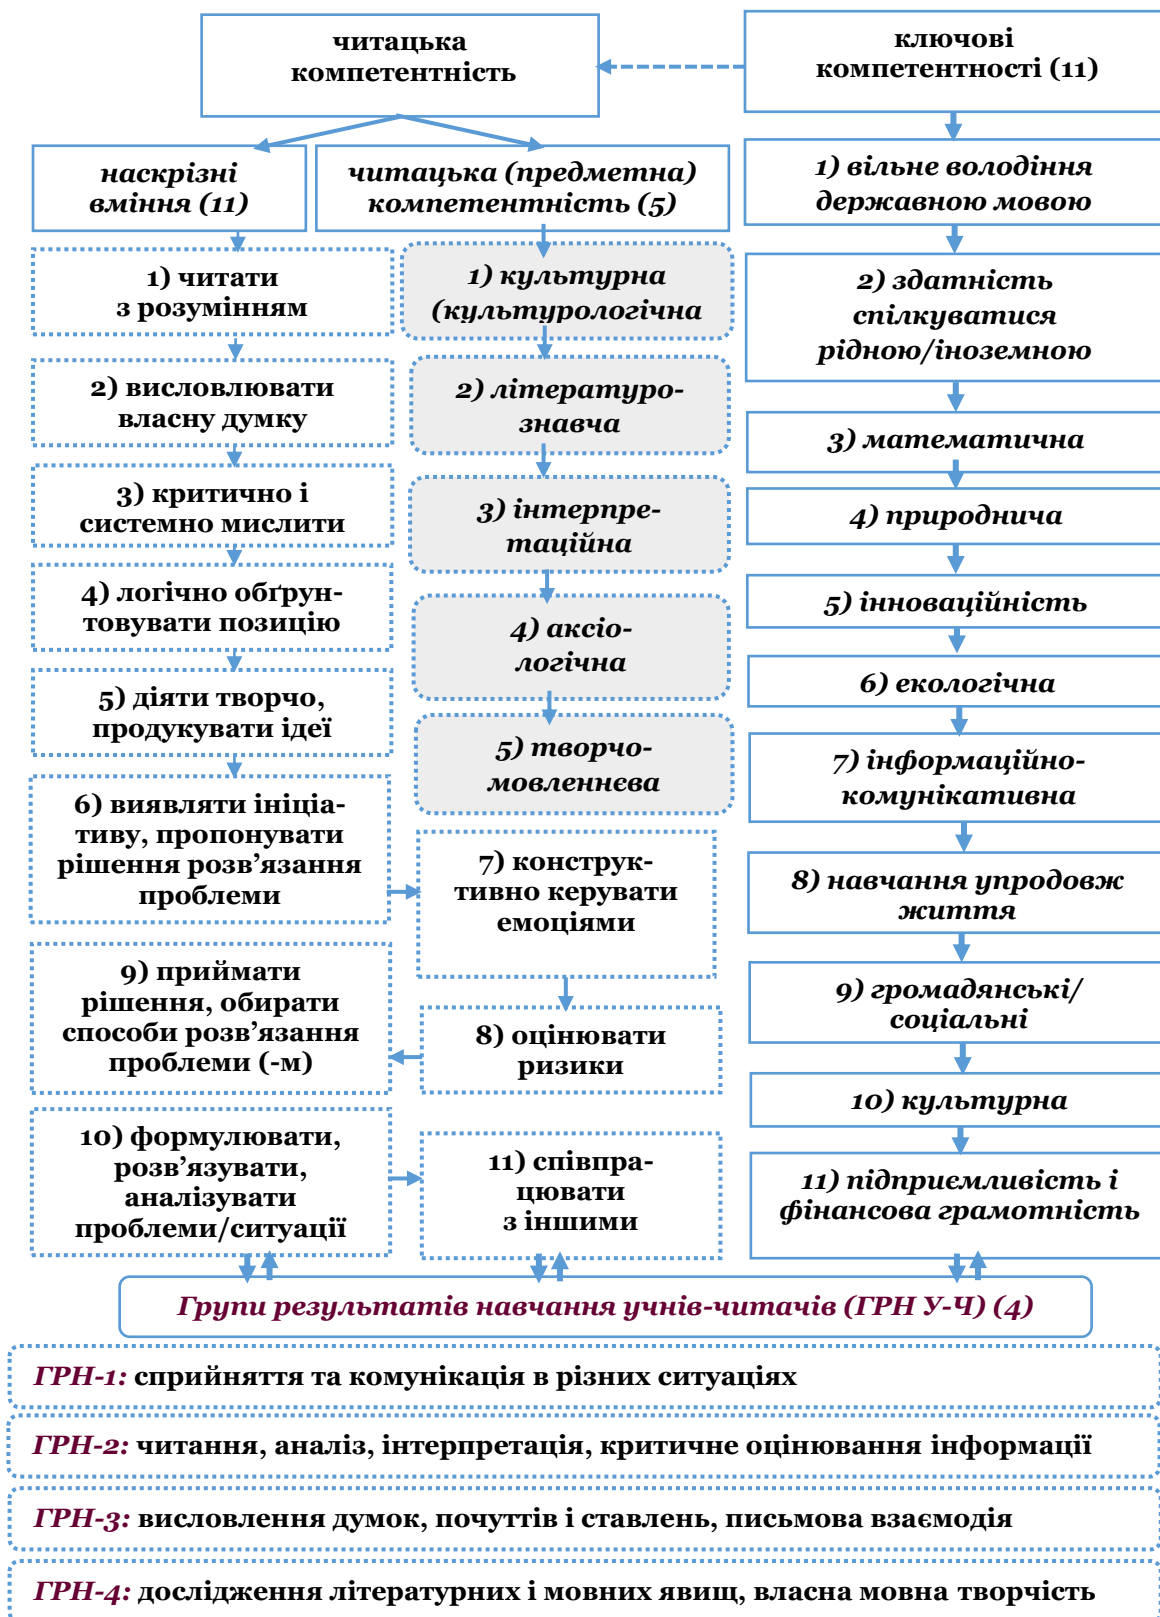 читацька
компетентність
ключові
компетентності (11)
наскрізні
вміння (11)
читацька (предметна)
компетентність (5)
1) вільне володіння
державною мовою
1) читати
з розумінням
2) висловлювати
власну думку
3) критично і
системно мислити
4) логічно обґрун-
товувати позицію
5) діяти творчо,
продукувати ідеї
6) виявляти ініціа-
тиву, пропонувати
рішення розв’язання
проблеми
1) культурна
(культурологічна
2) літературо-
знавча
3) інтерпре-
таційна
4) аксіо-
логічна
5) творчо-
мовленнєва
7) конструк-
тивно керувати
емоціями
8) оцінювати
ризики
9) приймати
рішення, обирати
способи розв’язання
проблеми (-м)
10) формулювати,
розв’язувати,
аналізувати
проблеми/ситуації
11) співпра-
цювати
з іншими
2) здатність
спілкуватися
рідною/іноземною
3) математична
4) природнича
5) інноваційність
6) екологічна
7) інформаційно-
комунікативна
8) навчання упродовж
життя
9) громадянські/
соціальні
10) культурна
11) підприємливість і
фінансова грамотність
Групи результатів навчання учнів-читачів (ГРН У-Ч) (4)
ГРН-1: сприйняття та комунікація в різних ситуаціях
ГРН-2: читання, аналіз, інтерпретація, критичне оцінювання інформації
ГРН-3: висловлення думок, почуттів і ставлень, письмова взаємодія
ГРН-4: дослідження літературних і мовних явищ, власна мовна творчість